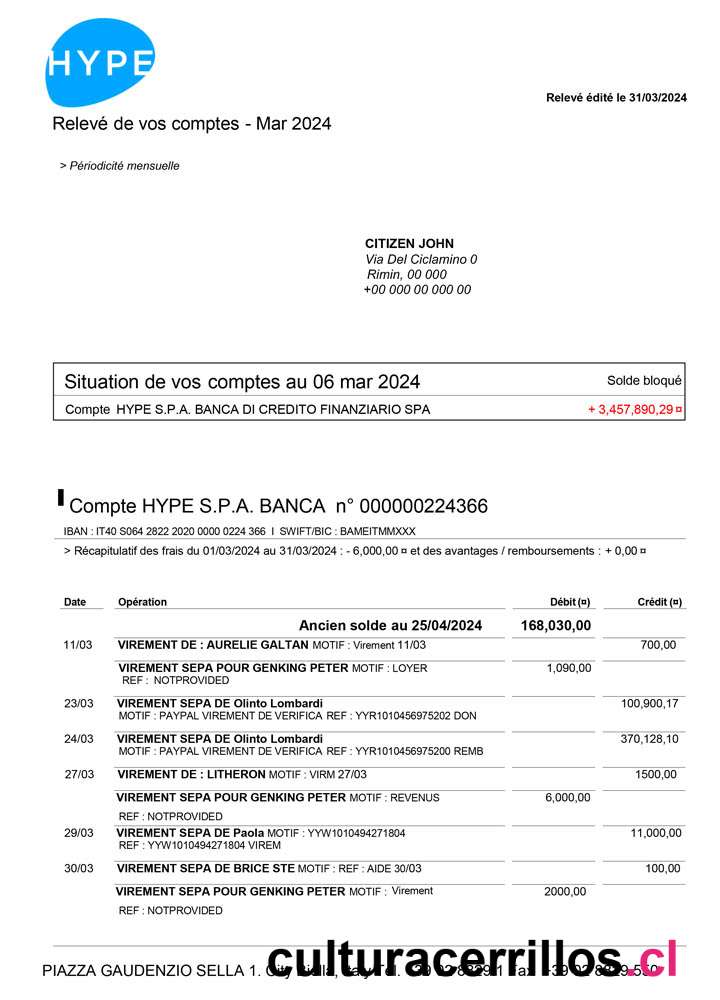 HYPE
Relevé édité le 31/03/2024
Relevé de vos comptes - Mar 2024
> Périodicité mensuelle
CITIZEN JOHN
Via Del Ciclamino 0
Rimin, 00 000
+00 000 00 000 00
Situation de vos comptes au 06 mar 2024 Solde bloqué
Compte HYPE S.P.A. BANCA DI CREDITO FINANZIARIO SPA + 3,457,890,29 ¤
Compte HYPE S.P.A. BANCA n° 000000224366
IBAN : IT40 S064 2822 2020 0000 0224 366 I SWIFT/BIC : BAMEITMMXXX
> Récapitulatif des frais du 01/03/2024 au 31/03/2024 : - 6,000,00 ¤ et des avantages / remboursements : + 0,00 ¤
Date Opération Débit (¤) Crédit (¤)
Ancien solde au 25/04/2024 168,030,00
11/03 VIREMENT DE : AURELIE GALTAN MOTIF : Virement 11/03 700,00
VIREMENT SEPA POUR GENKING PETER MOTIF : LOYER 1,090,00
REF : NOTPROVIDED
23/03 VIREMENT SEPA DE Olinto Lombardi 100,900,17
MOTIF : PAYPAL VIREMENT DE VERIFICA REF : YYR1010456975202 DON
24/03 VIREMENT SEPA DE Olinto Lombardi 370,128,10
MOTIF : PAYPAL VIREMENT DE VERIFICA REF : YYR1010456975200 REMB
27/03 VIREMENT DE : LITHERON MOTIF : VIRM 27/03 1500,00
VIREMENT SEPA POUR GENKING PETER MOTIF : REVENUS 6,000,00
REF : NOTPROVIDED
29/03 VIREMENT SEPA DE Paola MOTIF : YYW1010494271804 11,000,00
REF : YYW1010494271804 VIREM
30/03 VIREMENT SEPA DE BRICE STE MOTIF : REF : AIDE 30/03 100,00
VIREMENT SEPA POUR GENKING PETER MOTIF : Virement 2000,00
REF : NOTPROVIDED
culturacerrillos.cl
PIAZZA GAUDENZIO SELLA 1. City